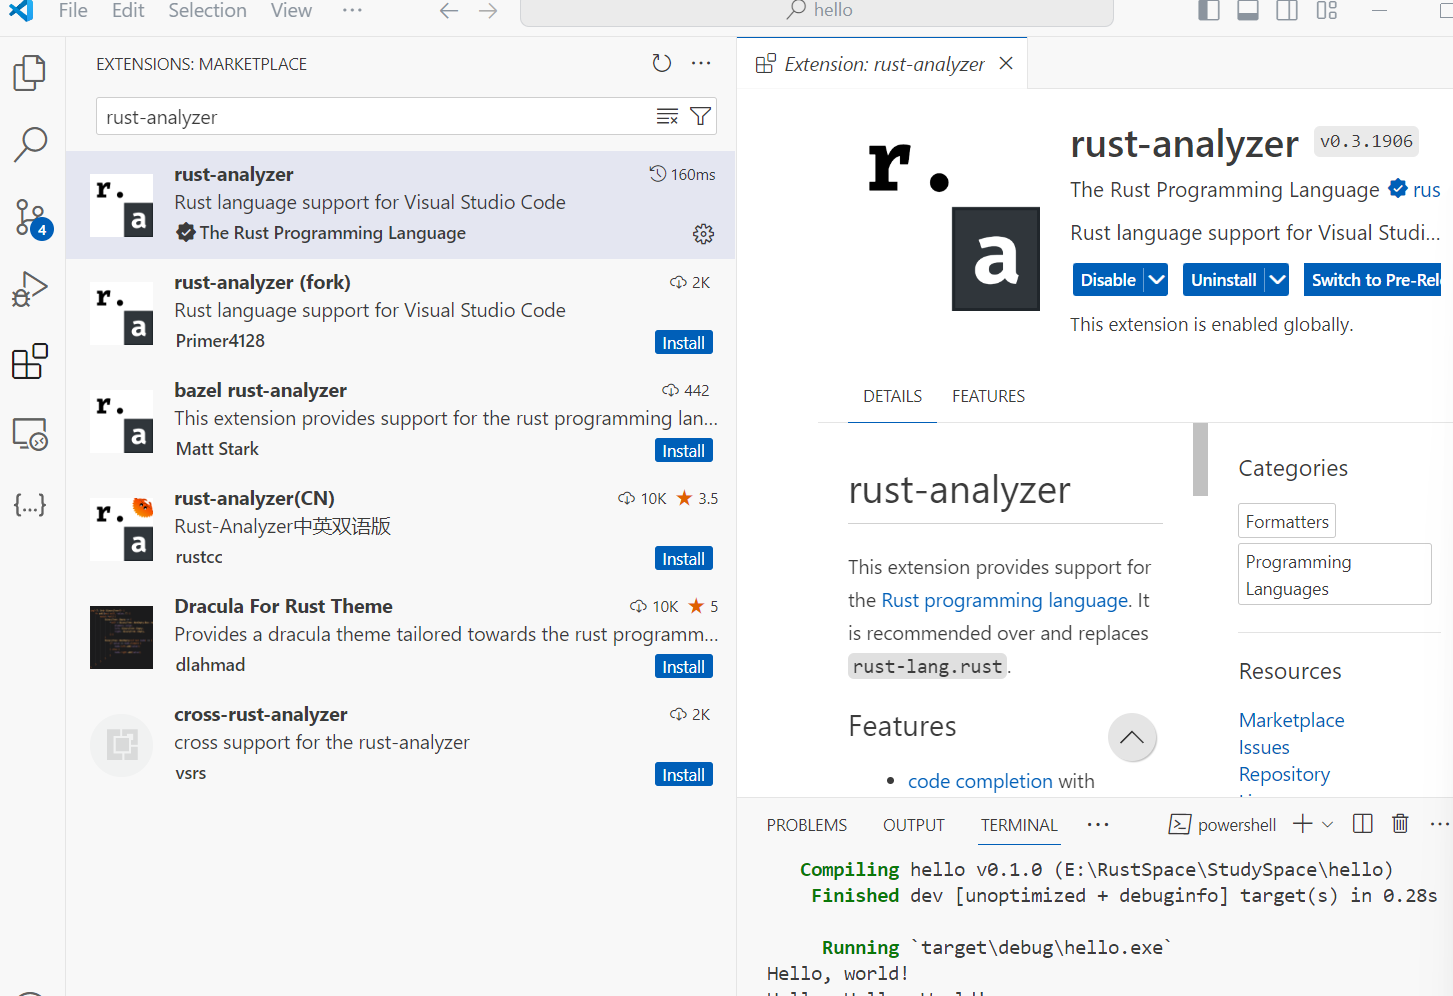 File Edit Selection View ··· hello
EXTENSIONS: MARKETPLACE
rust-analyzer
rust-analyzer 160ms
Rust language support for Visual Studio Code
The Rust Programming Language
rust-analyzer (fork) 2K
Rust language support for Visual Studio Code
Primer4128 Install
bazel rust-analyzer 442
This extension provides support for the rust programming lan...
Matt Stark Install
rust-analyzer(CN) 10K 3.5
Rust-Analyzer中英双语版
rustcc Install
Dracula For Rust Theme 10K 5
Provides a dracula theme tailored towards the rust programm...
dlahmad Install
cross-rust-analyzer 2K
cross support for the rust-analyzer
vsrs Install
4
Extension: rust-analyzer
r.
a
rust-analyzer v0.3.1906
The Rust Programming Language rus
Rust language support for Visual Studi...
Disable Uninstall Switch to Pre-Rel
This extension is enabled globally.
DETAILS FEATURES
rust-analyzer
This extension provides support for
the Rust programming language. It
is recommended over and replaces
rust-lang.rust.
Features
• code completion with
Categories
Formatters
Programming
Languages
Resources
Marketplace
Issues
Repository
PROBLEMS OUTPUT TERMINAL ··· powershell
Compiling hello v0.1.0 (E:\RustSpace\StudySpace\hello)
Finished dev [unoptimized + debuginfo] target(s) in 0.28s
Running `target\debug\hello.exe`
Hello, world!